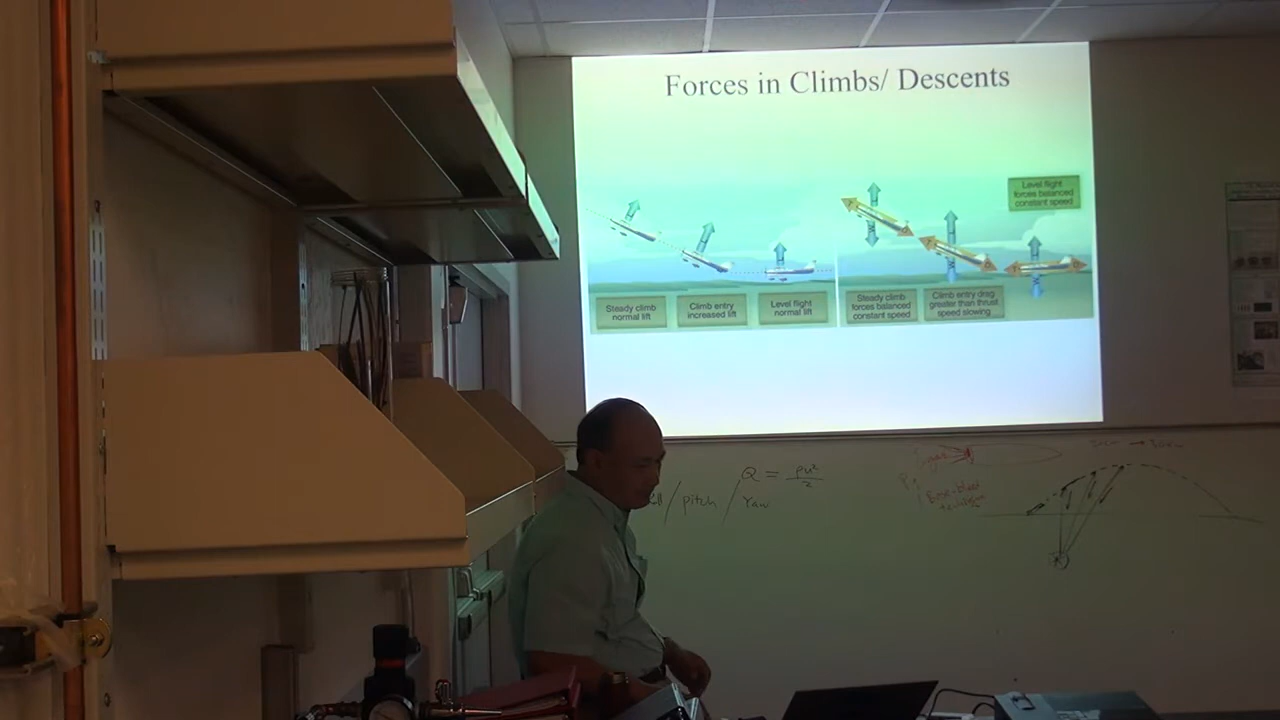 Forces in Climbs/ Descents
Level flight
forces balanced
constant speed
Steady climb
normal lift
Climb entry
increased lift
Level flight
normal lift
Steady climb
forces balanced
constant speed
Climb entry drag
greater than thrust
speed slowing
Q = ρu²/2
/ pitch / Yaw